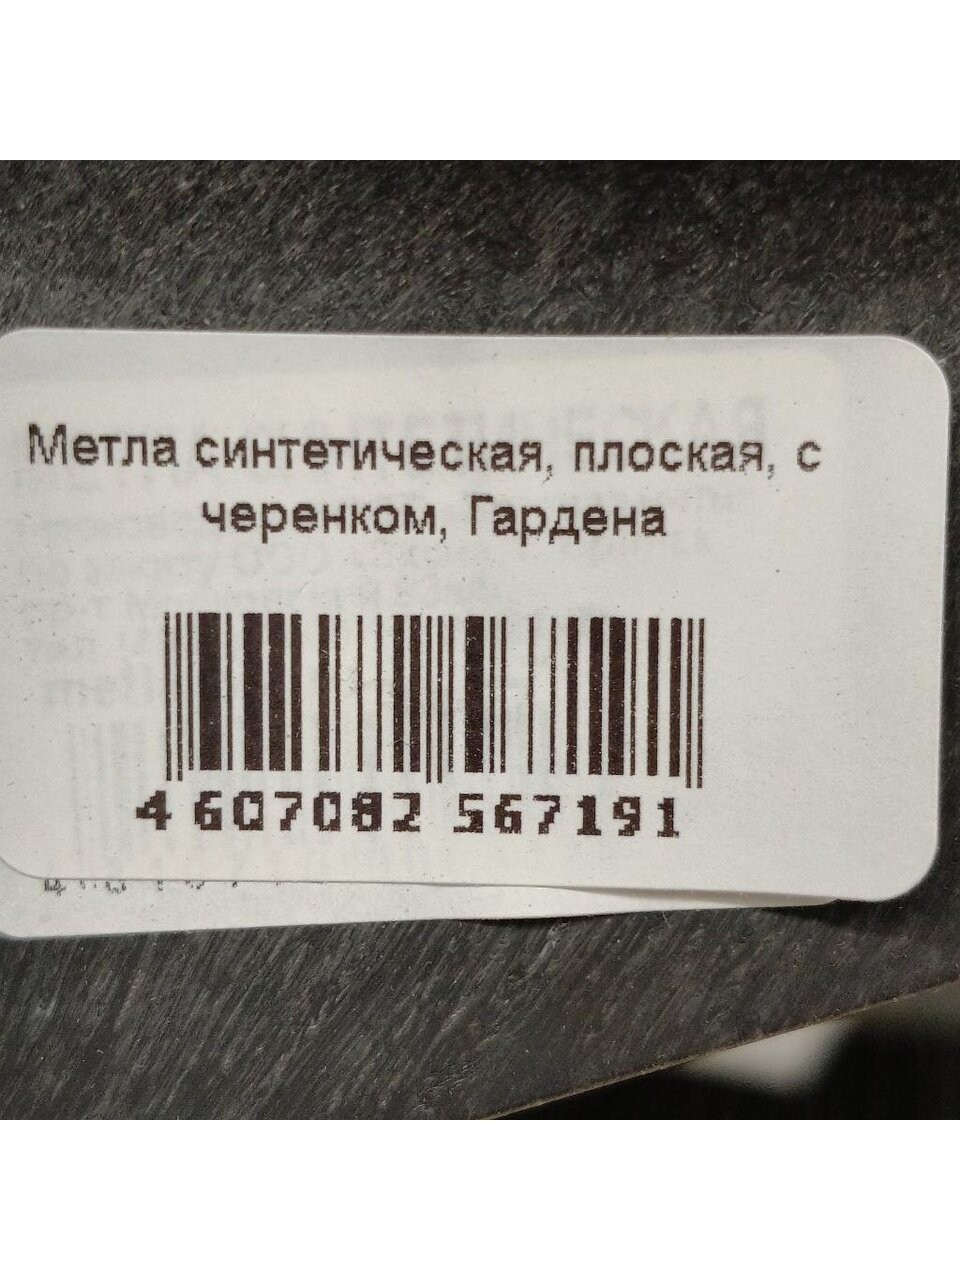 Метла синтетическая, плоская, с
черенком, Гардена
4 607082 567191